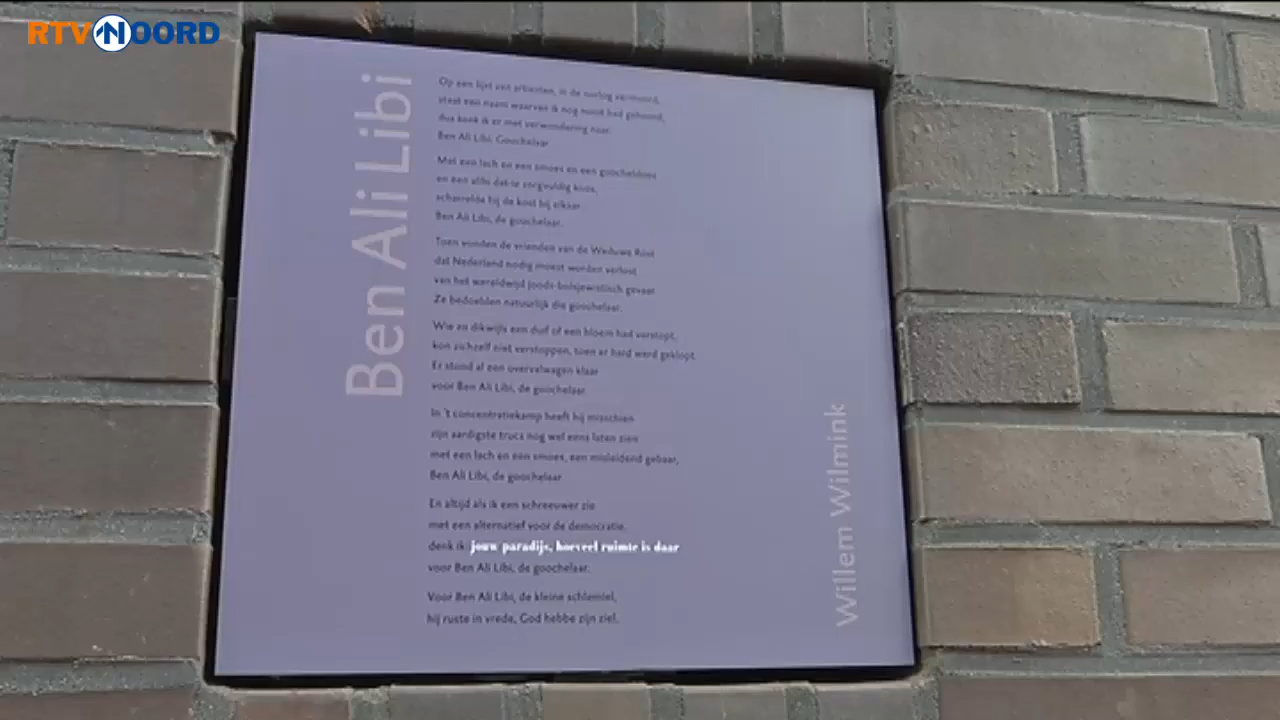 RTV NOORD
Ben Ali Libi
Op een lijst van artiesten, in de oorlog vermoord,
staat een naam waarvan ik nog nooit had gehoord,
dus keek ik er met verwondering naar:
Ben Ali Libi. Goochelaar.
Met een lach en een smoes en een goocheldoos
en een alibi dat-ie zorgvuldig koos,
scharrelde hij de kost bij elkaar:
Ben Ali Libi, de goochelaar.
Toen vonden de vrienden van de Weduwe Rost
dat Nederland nodig moest worden verlost
van het wereldwijd joods-bolsjewistisch gevaar.
Ze bedoelden natuurlijk die goochelaar.
Wie zo dikwijls een duif of een bloem had verstopt,
kon zichzelf niet verstoppen, toen er hard werd geklopt.
Er stond al een overvalwagen klaar
voor Ben Ali Libi, de goochelaar.
In 't concentratiekamp heeft hij misschien
zijn aardigste trucs nog wel eens laten zien
met een lach en een smoes, een misleidend gebaar,
Ben Ali Libi, de goochelaar.
En altijd als ik een schreeuwer zie
met een alternatief voor de democratie,
denk ik: jouw paradijs, hoeveel ruimte is daar
voor Ben Ali Libi, de goochelaar.
Voor Ben Ali Libi, de kleine schlemiel,
hij ruste in vrede, God hebbe zijn ziel.
Willem Wilmink